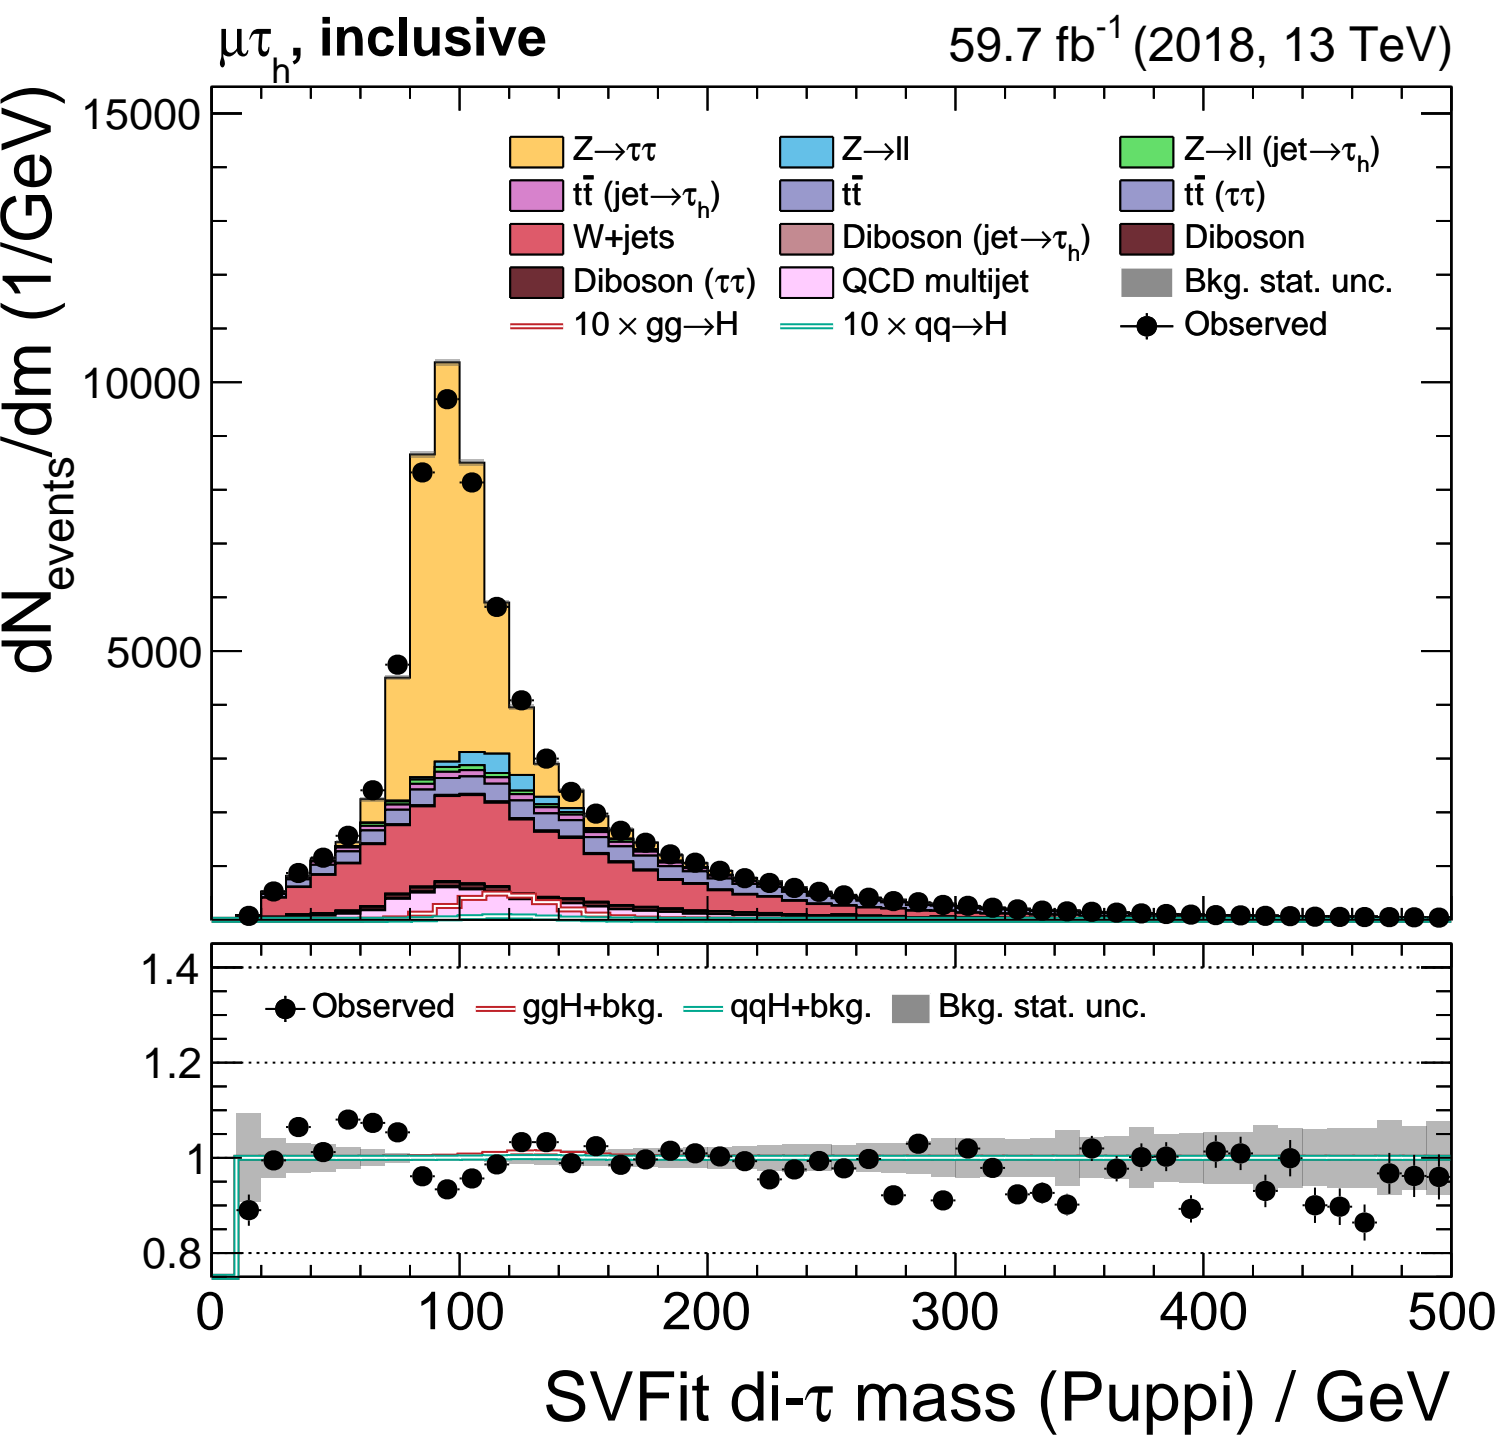 μτh, inclusive 59.7 fb-1 (2018, 13 TeV)
dNevents/dm (1/GeV)
15000
10000
5000
Z→ττ Z→ll Z→ll (jet→τh)
tt̄ (jet→τh) tt̄ tt̄ (ττ)
W+jets Diboson (jet→τh) Diboson
Diboson (ττ) QCD multijet Bkg. stat. unc.
10 × gg→H 10 × qq→H Observed
1.4
1.2
1
0.8
Observed ggH+bkg. qqH+bkg. Bkg. stat. unc.
0 100 200 300 400 500
SVFit di-τ mass (Puppi) / GeV